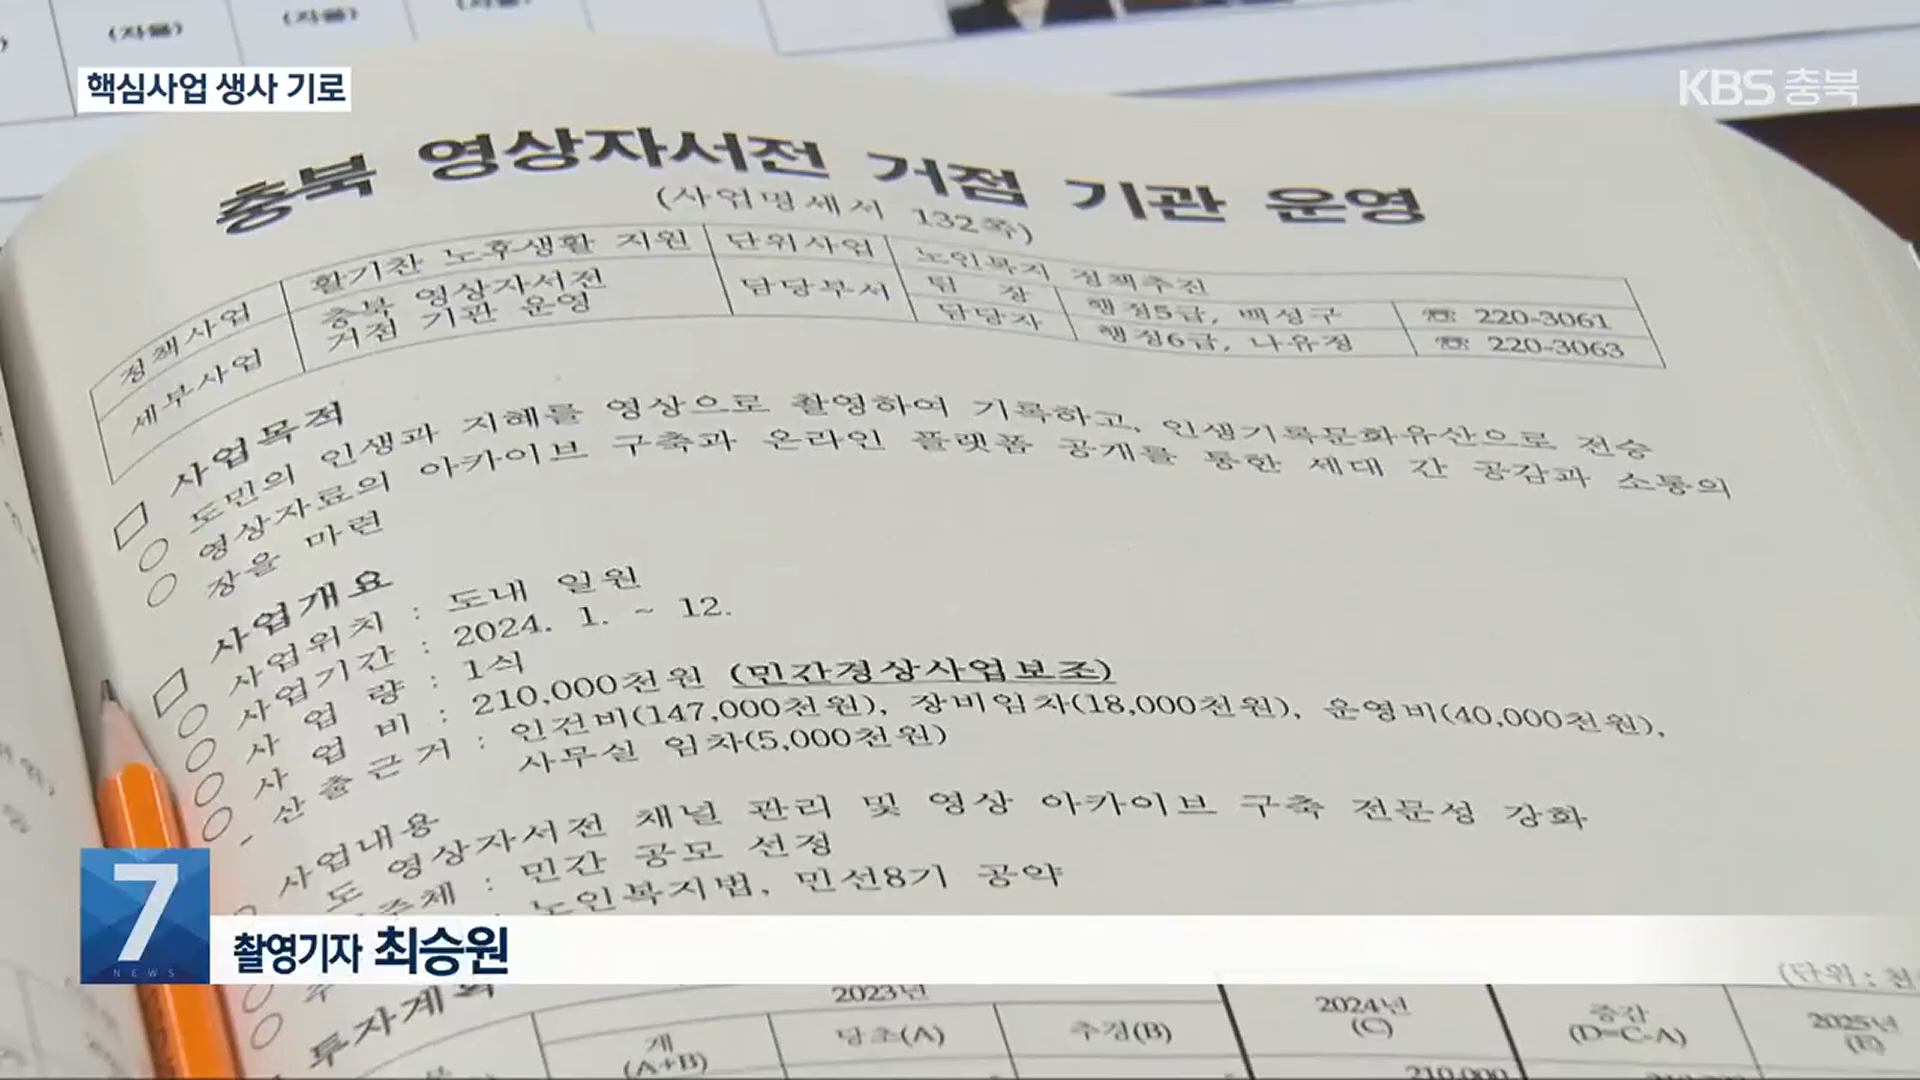 (자율)
(자율)
(자율)
핵심사업 생사 기로
KBS 충북
충북 영상자서전 거점 기관 운영
(사업명세서 132쪽)
정책사업 활기찬 노후생활 지원 단위사업 노인복지 정책추진
세부사업 충북 영상자서전 거점 기관 운영 담당부서 팀 장 행정5급, 백성구 ☏ 220-3061
담당자 행정6급, 나유정 ☏ 220-3063
□ 사업목적
○ 도민의 인생과 지혜를 영상으로 촬영하여 기록하고, 인생기록문화유산으로 전승
○ 영상자료의 아카이브 구축과 온라인 플랫폼 공개를 통한 세대 간 공감과 소통의
장을 마련
□ 사업개요
○ 사업위치 : 도내 일원
○ 사업기간 : 2024. 1. ~ 12.
○ 사 업 량 : 1식
○ 사 업 비 : 210,000천원 (민간경상사업보조)
- 산출근거 : 인건비(147,000천원), 장비임차(18,000천원), 운영비(40,000천원),
사무실 임차(5,000천원)
사업내용
도 영상자서전 채널 관리 및 영상 아카이브 구축 전문성 강화
주체 : 민간 공모 선정
노인복지법, 민선8기 공약
7
NEWS
촬영기자 최승원
투자계획
(단위 : 천
2023년 2024년 (C) 증감 (D=C-A) 2025년 (E)
계 (A+B) 당초(A) 추경(B)
210,000